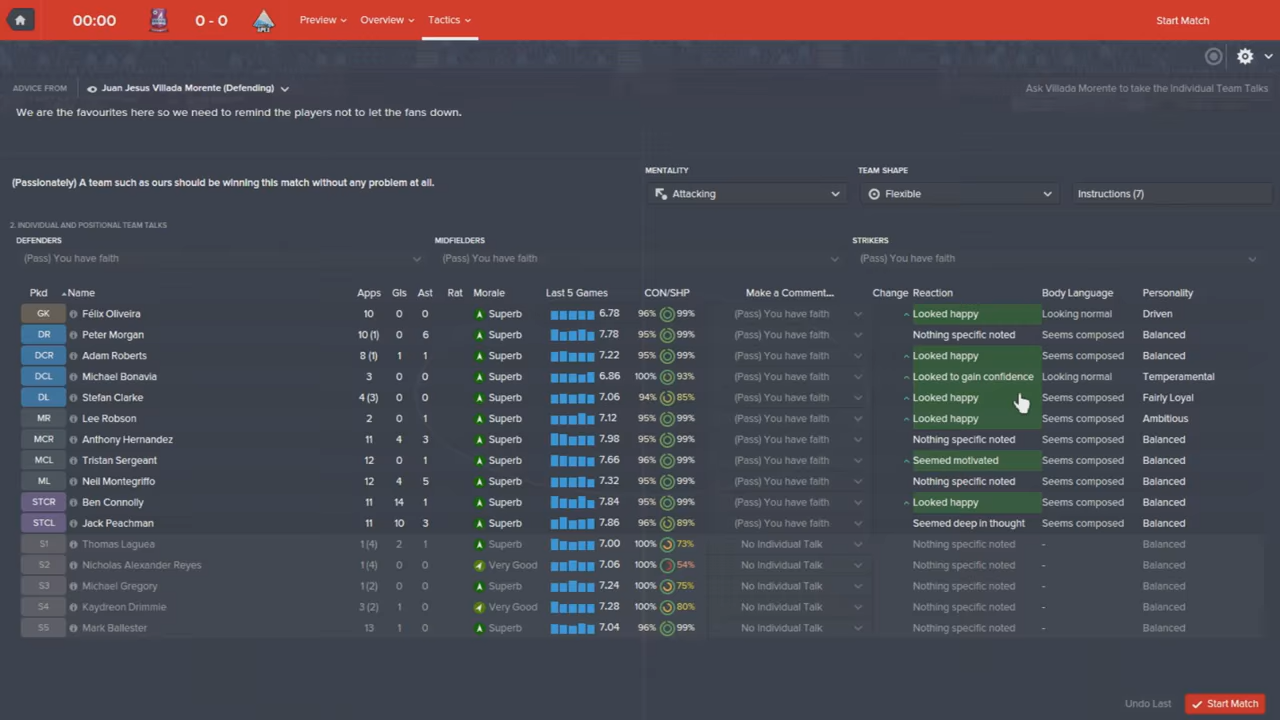 00:00 0 - 0 Preview Overview Tactics Start Match
ADVICE FROM Juan Jesus Villada Morente (Defending) Ask Villada Morente to take the Individual Team Talks
We are the favourites here so we need to remind the players not to let the fans down.
MENTALITY TEAM SHAPE
(Passionately) A team such as ours should be winning this match without any problem at all. Attacking Flexible Instructions (7)
2. INDIVIDUAL AND POSITIONAL TEAM TALKS
DEFENDERS MIDFIELDERS STRIKERS
(Pass) You have faith (Pass) You have faith (Pass) You have faith
Pkd Name Apps Gls Ast Rat Morale Last 5 Games CON/SHP Make a Comment... Change Reaction Body Language Personality
GK Félix Oliveira 10 0 0 Superb 6.78 96% 99% (Pass) You have faith Looked happy Looking normal Driven
DR Peter Morgan 10 (1) 0 6 Superb 7.78 95% 99% (Pass) You have faith Nothing specific noted Seems composed Balanced
DCR Adam Roberts 8 (1) 1 1 Superb 7.22 95% 99% (Pass) You have faith Looked happy Seems composed Balanced
DCL Michael Bonavia 3 0 0 Superb 6.86 100% 93% (Pass) You have faith Looked to gain confidence Looking normal Temperamental
DL Stefan Clarke 4 (3) 0 0 Superb 7.06 94% 85% (Pass) You have faith Looked happy Seems composed Fairly Loyal
MR Lee Robson 2 0 1 Superb 7.12 95% 99% (Pass) You have faith Looked happy Seems composed Ambitious
MCR Anthony Hernandez 11 4 3 Superb 7.98 95% 99% (Pass) You have faith Nothing specific noted Seems composed Balanced
MCL Tristan Sergeant 12 0 1 Superb 7.66 96% 99% (Pass) You have faith Seemed motivated Seems composed Balanced
ML Neil Montegriffo 12 4 5 Superb 7.32 95% 99% (Pass) You have faith Nothing specific noted Seems composed Balanced
STCR Ben Connolly 11 14 1 Superb 7.84 95% 99% (Pass) You have faith Looked happy Seems composed Balanced
STCL Jack Peachman 11 10 3 Superb 7.86 96% 89% (Pass) You have faith Seemed deep in thought Seems composed Balanced
S1 Thomas Laguea 1 (4) 2 1 Superb 7.00 100% 73% No Individual Talk Nothing specific noted - Balanced
S2 Nicholas Alexander Reyes 1 (4) 0 0 Very Good 7.06 100% 54% No Individual Talk Nothing specific noted - Balanced
S3 Michael Gregory 1 (2) 0 0 Superb 7.24 100% 75% No Individual Talk Nothing specific noted - Balanced
S4 Kaydreon Drimmie 3 (2) 1 0 Very Good 7.28 100% 80% No Individual Talk Nothing specific noted - Balanced
S5 Mark Ballester 13 1 0 Superb 7.04 96% 99% No Individual Talk Nothing specific noted - Balanced
Undo Last Start Match